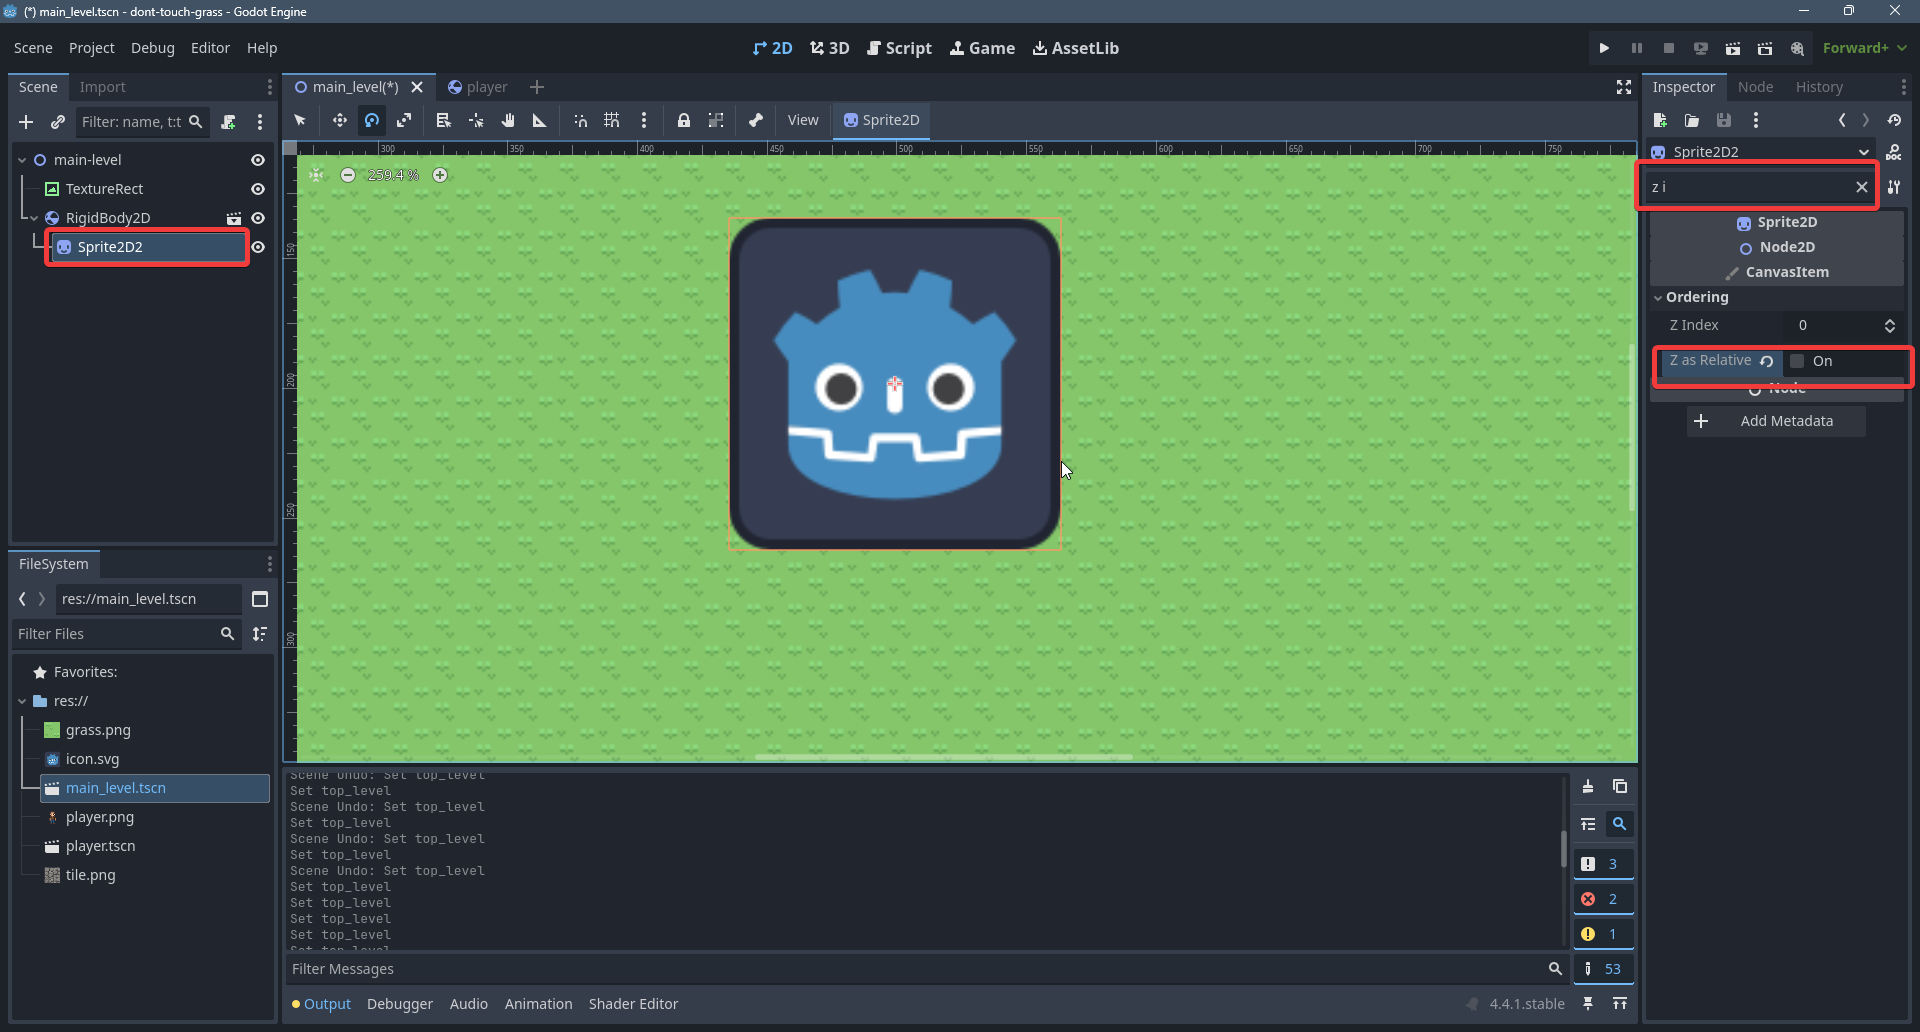 (*) main_level.tscn - dont-touch-grass - Godot Engine
Scene Project Debug Editor Help
2D 3D Script Game AssetLib
Forward+
Scene Import
Filter: name, t:t
main-level
TextureRect
RigidBody2D
Sprite2D2
FileSystem
res://main_level.tscn
Filter Files
Favorites:
res://
grass.png
icon.svg
main_level.tscn
player.png
player.tscn
tile.png
main_level(*) player
View Sprite2D
300 350 400 450 500 550 600 650 700 750
259.4 %
150
200
250
300
Scene Undo: Set top_level
Set top_level
Scene Undo: Set top_level
Set top_level
Scene Undo: Set top_level
Set top_level
Scene Undo: Set top_level
Set top_level
Set top_level
Set top_level
Set top_level
Set top_level
3
2
1
53
Filter Messages
Output Debugger Audio Animation Shader Editor
4.4.1.stable
Inspector Node History
Sprite2D2
z i
Sprite2D
Node2D
CanvasItem
Ordering
Z Index 0
Z as Relative On
Node
Add Metadata